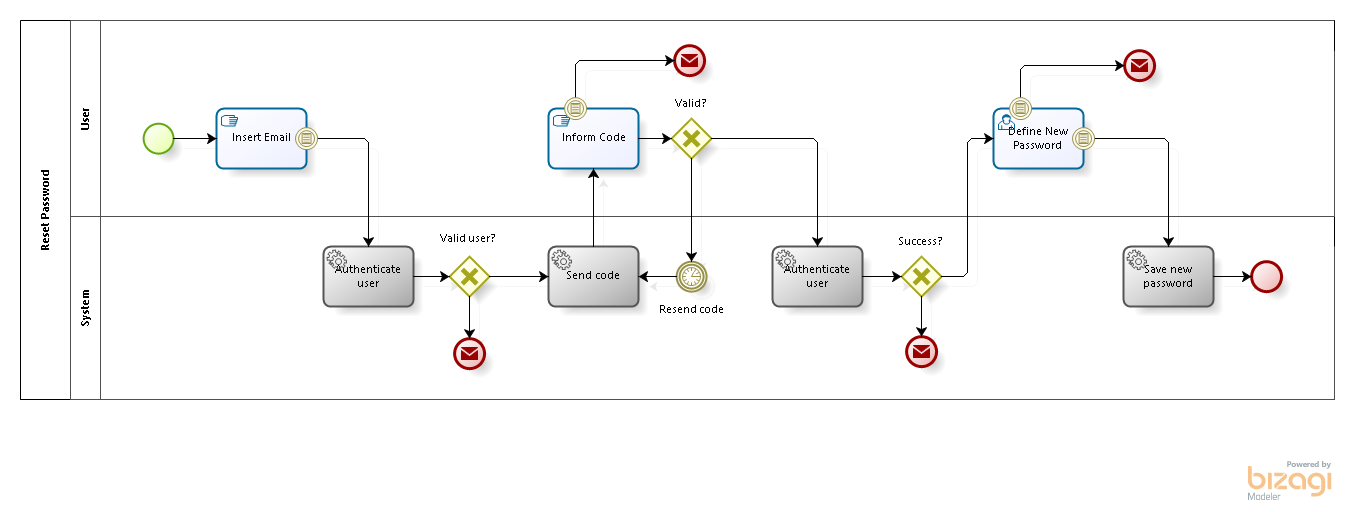 Reset Password
User
System
Insert Email
Authenticate
user
Valid user?
Inform Code
Send code
Valid?
Resend code
Authenticate
user
Success?
Define New
Password
Save new
password
Powered by
bizagi
Modeler